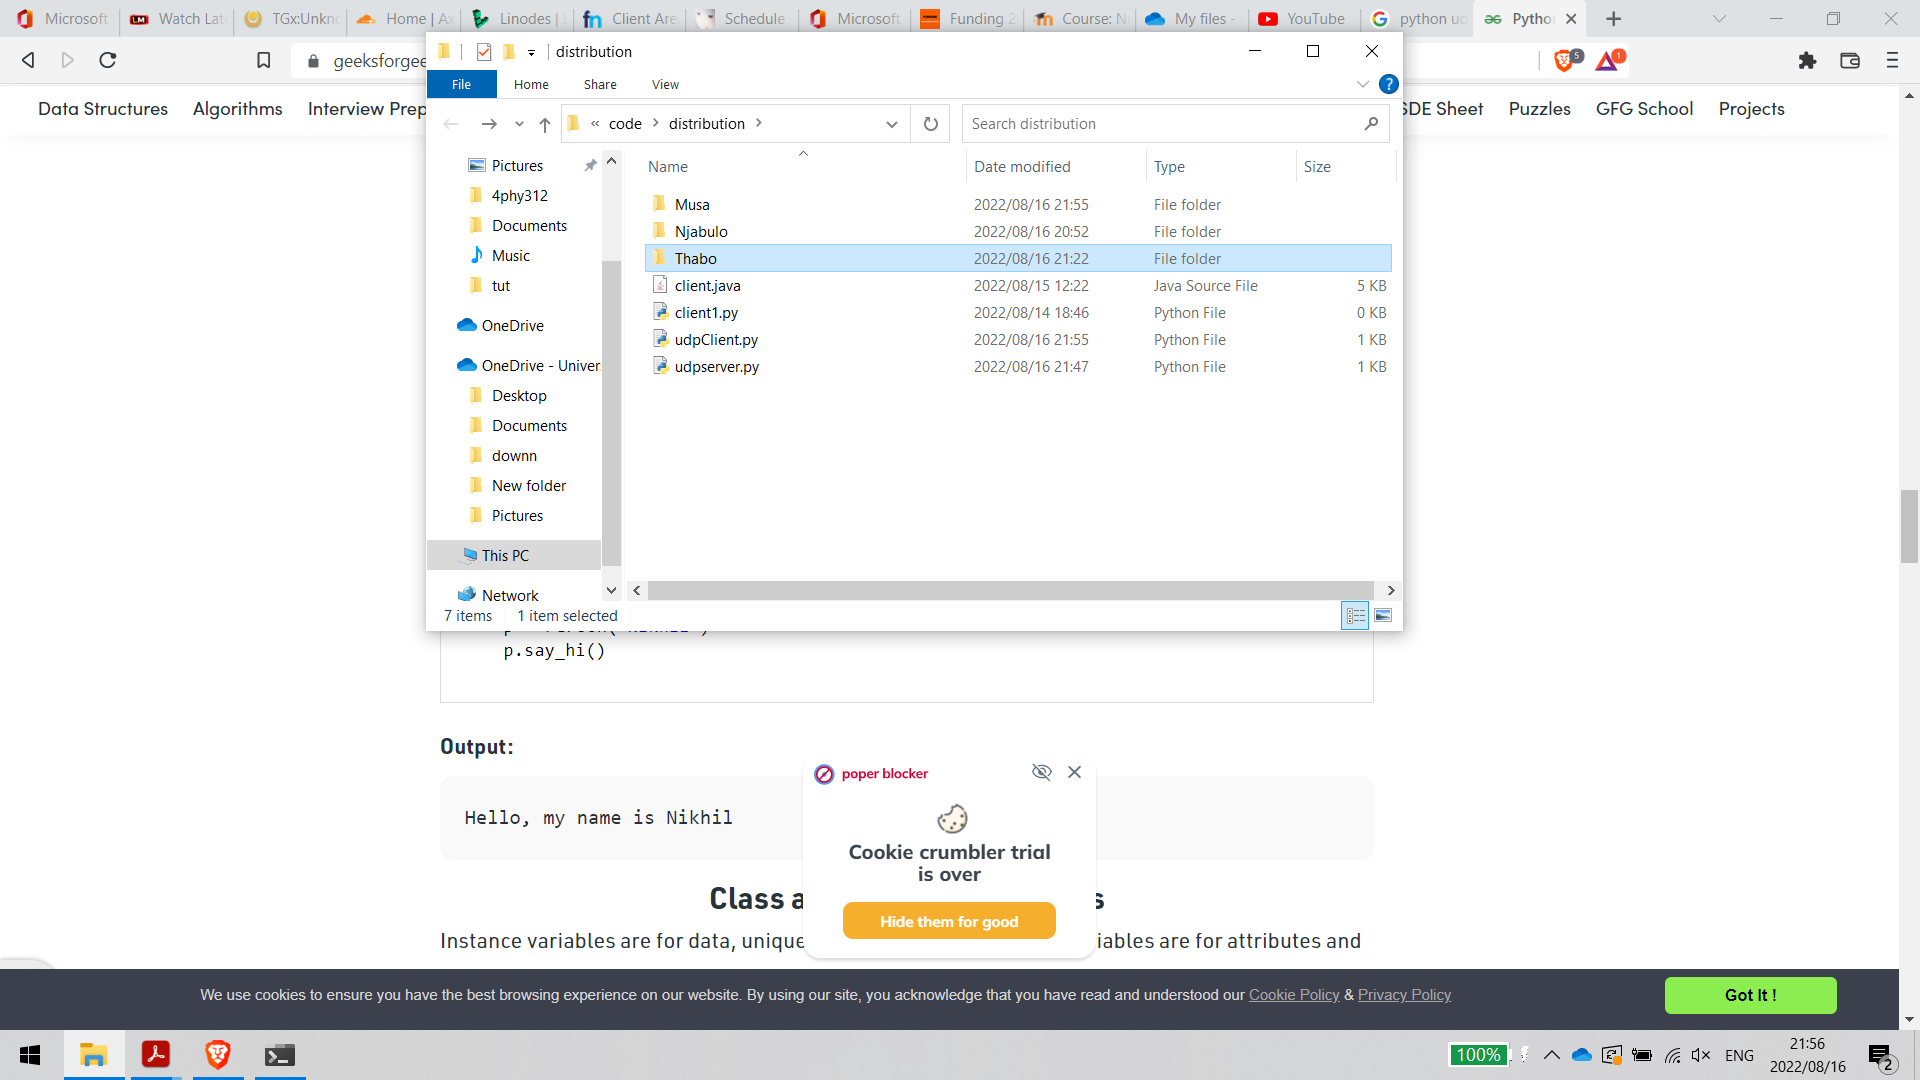 Microsoft
Watch Lat
TGx:Unkn
Home | Ax
Linodes |
Client Are
Schedule
Microsoft
Funding 2
Course: N
My files -
YouTube
python ud
Pytho
geeksforgee
5
1
distribution
File
Home
Share
View
?
« code > distribution >
Search distribution
Data Structures
Algorithms
Interview Prep
SDE Sheet
Puzzles
GFG School
Projects
Pictures
4phy312
Documents
Music
tut
OneDrive
OneDrive - Univer
Desktop
Documents
downn
New folder
Pictures
This PC
Network
Name Date modified Type Size
Musa 2022/08/16 21:55 File folder
Njabulo 2022/08/16 20:52 File folder
Thabo 2022/08/16 21:22 File folder
client.java 2022/08/15 12:22 Java Source File 5 KB
client1.py 2022/08/14 18:46 Python File 0 KB
udpClient.py 2022/08/16 21:55 Python File 1 KB
udpserver.py 2022/08/16 21:47 Python File 1 KB
7 items 1 item selected
p.say_hi()
Output:
Hello, my name is Nikhil
poper blocker
Cookie crumbler trial
is over
Hide them for good
Class a
s
Instance variables are for data, unique
iables are for attributes and
We use cookies to ensure you have the best browsing experience on our website. By using our site, you acknowledge that you have read and understood our Cookie Policy & Privacy Policy
Got It !
100%
ENG
21:56
2022/08/16
2